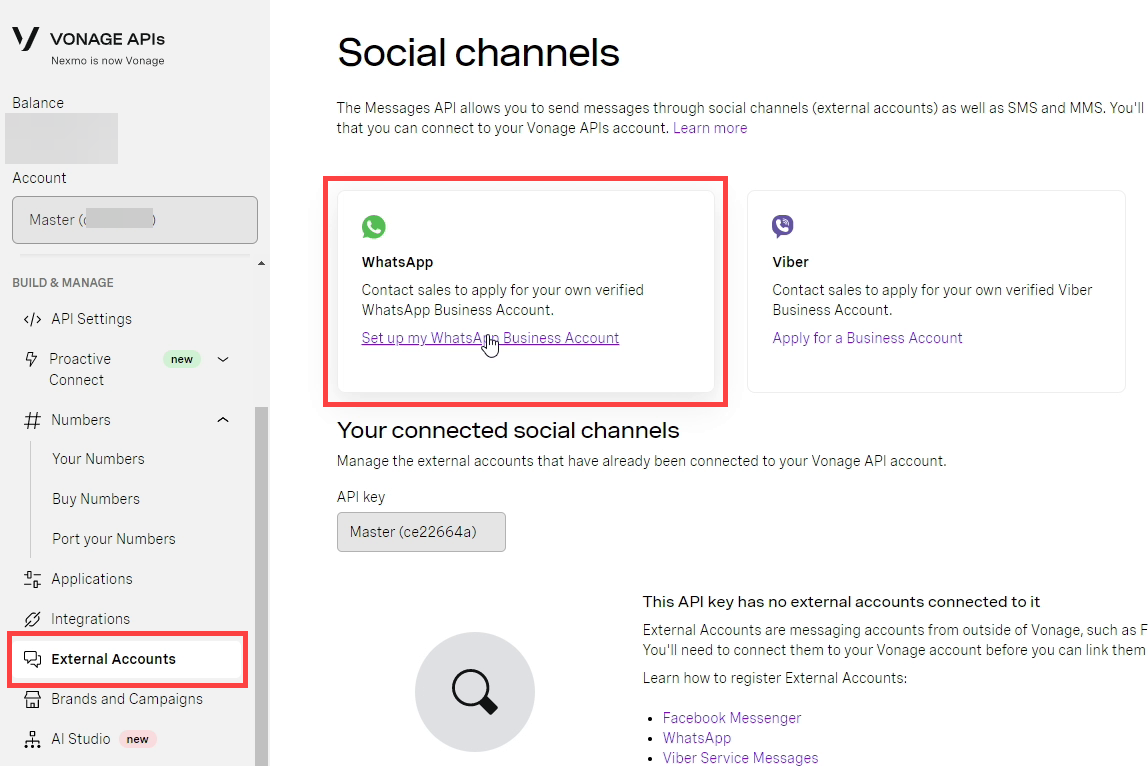 VONAGE APIs
Nexmo is now Vonage
Balance
Account
Master (
)
BUILD & MANAGE
API Settings
Proactive
Connect
new
Numbers
Your Numbers
Buy Numbers
Port your Numbers
Applications
Integrations
External Accounts
Brands and Campaigns
AI Studio new
Social channels
The Messages API allows you to send messages through social channels (external accounts) as well as SMS and MMS. You'll
that you can connect to your Vonage APIs account. Learn more
WhatsApp
Contact sales to apply for your own verified
WhatsApp Business Account.
Set up my WhatsApp Business Account
Viber
Contact sales to apply for your own verified Viber
Business Account.
Apply for a Business Account
Your connected social channels
Manage the external accounts that have already been connected to your Vonage API account.
API key
Master (ce22664a)
This API key has no external accounts connected to it
External Accounts are messaging accounts from outside of Vonage, such as F
You'll need to connect them to your Vonage account before you can link them
Learn how to register External Accounts:
Facebook Messenger
WhatsApp
Viber Service Messages